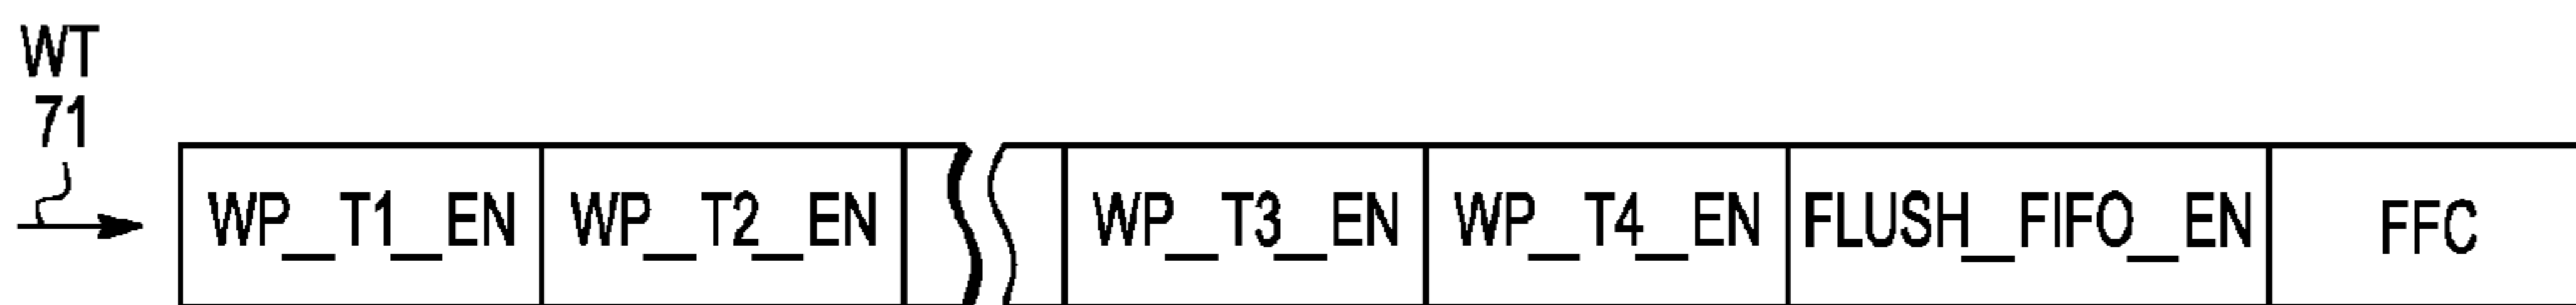 WT
71
WP_T1_EN WP_T2_EN WP_T3_EN WP_T4_EN FLUSH_FIFO_EN FFC